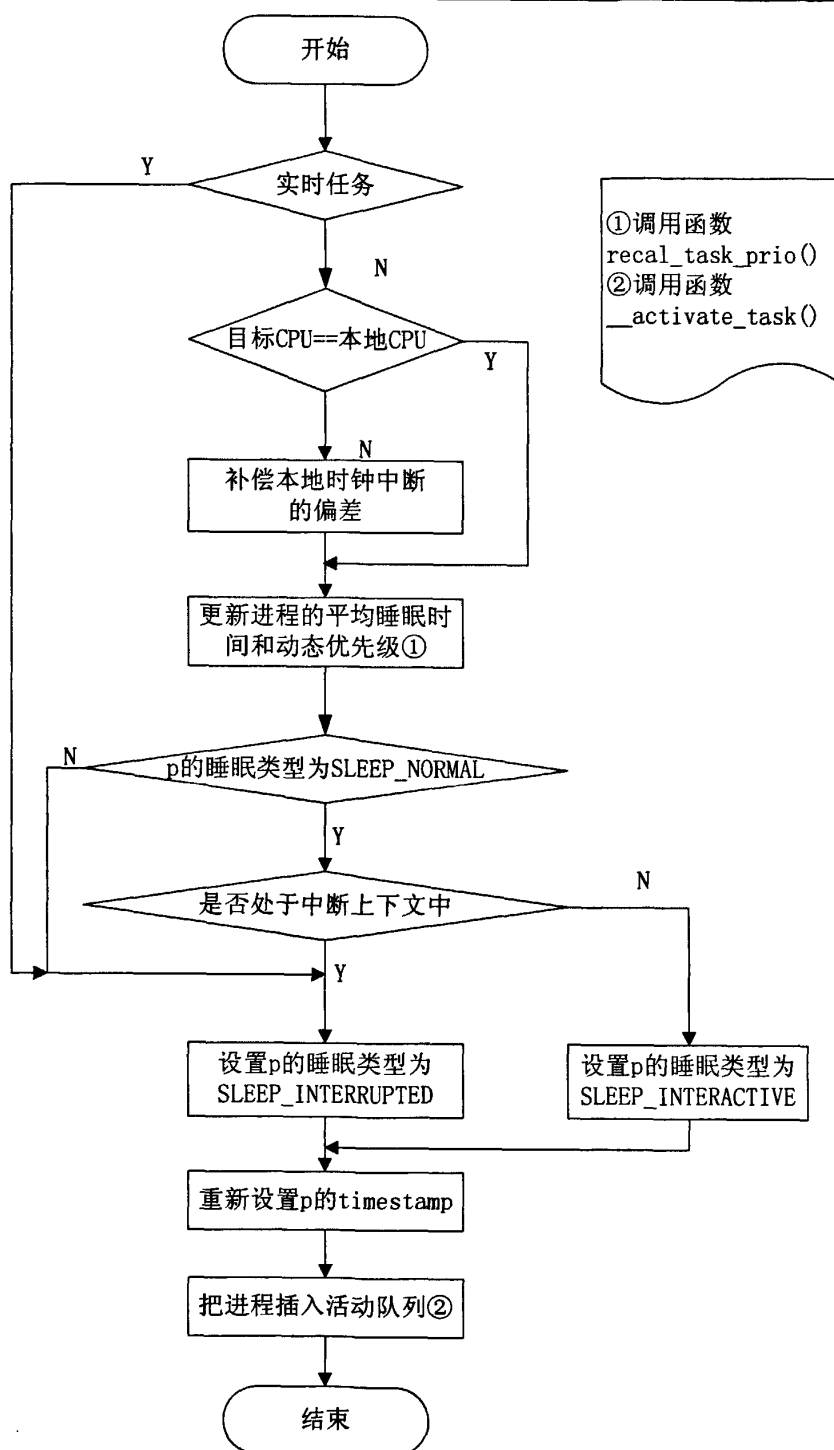 开始
Y
实时任务
N
①调用函数
recal_task_prio()
②调用函数
__activate_task()
目标CPU==本地CPU
Y
N
补偿本地时钟中断
的偏差
更新进程的平均睡眠时
间和动态优先级①
N
p的睡眠类型为SLEEP_NORMAL
Y
N
是否处于中断上下文中
Y
设置p的睡眠类型为
SLEEP_INTERRUPTED
设置p的睡眠类型为
SLEEP_INTERACTIVE
重新设置p的timestamp
把进程插入活动队列②
结束